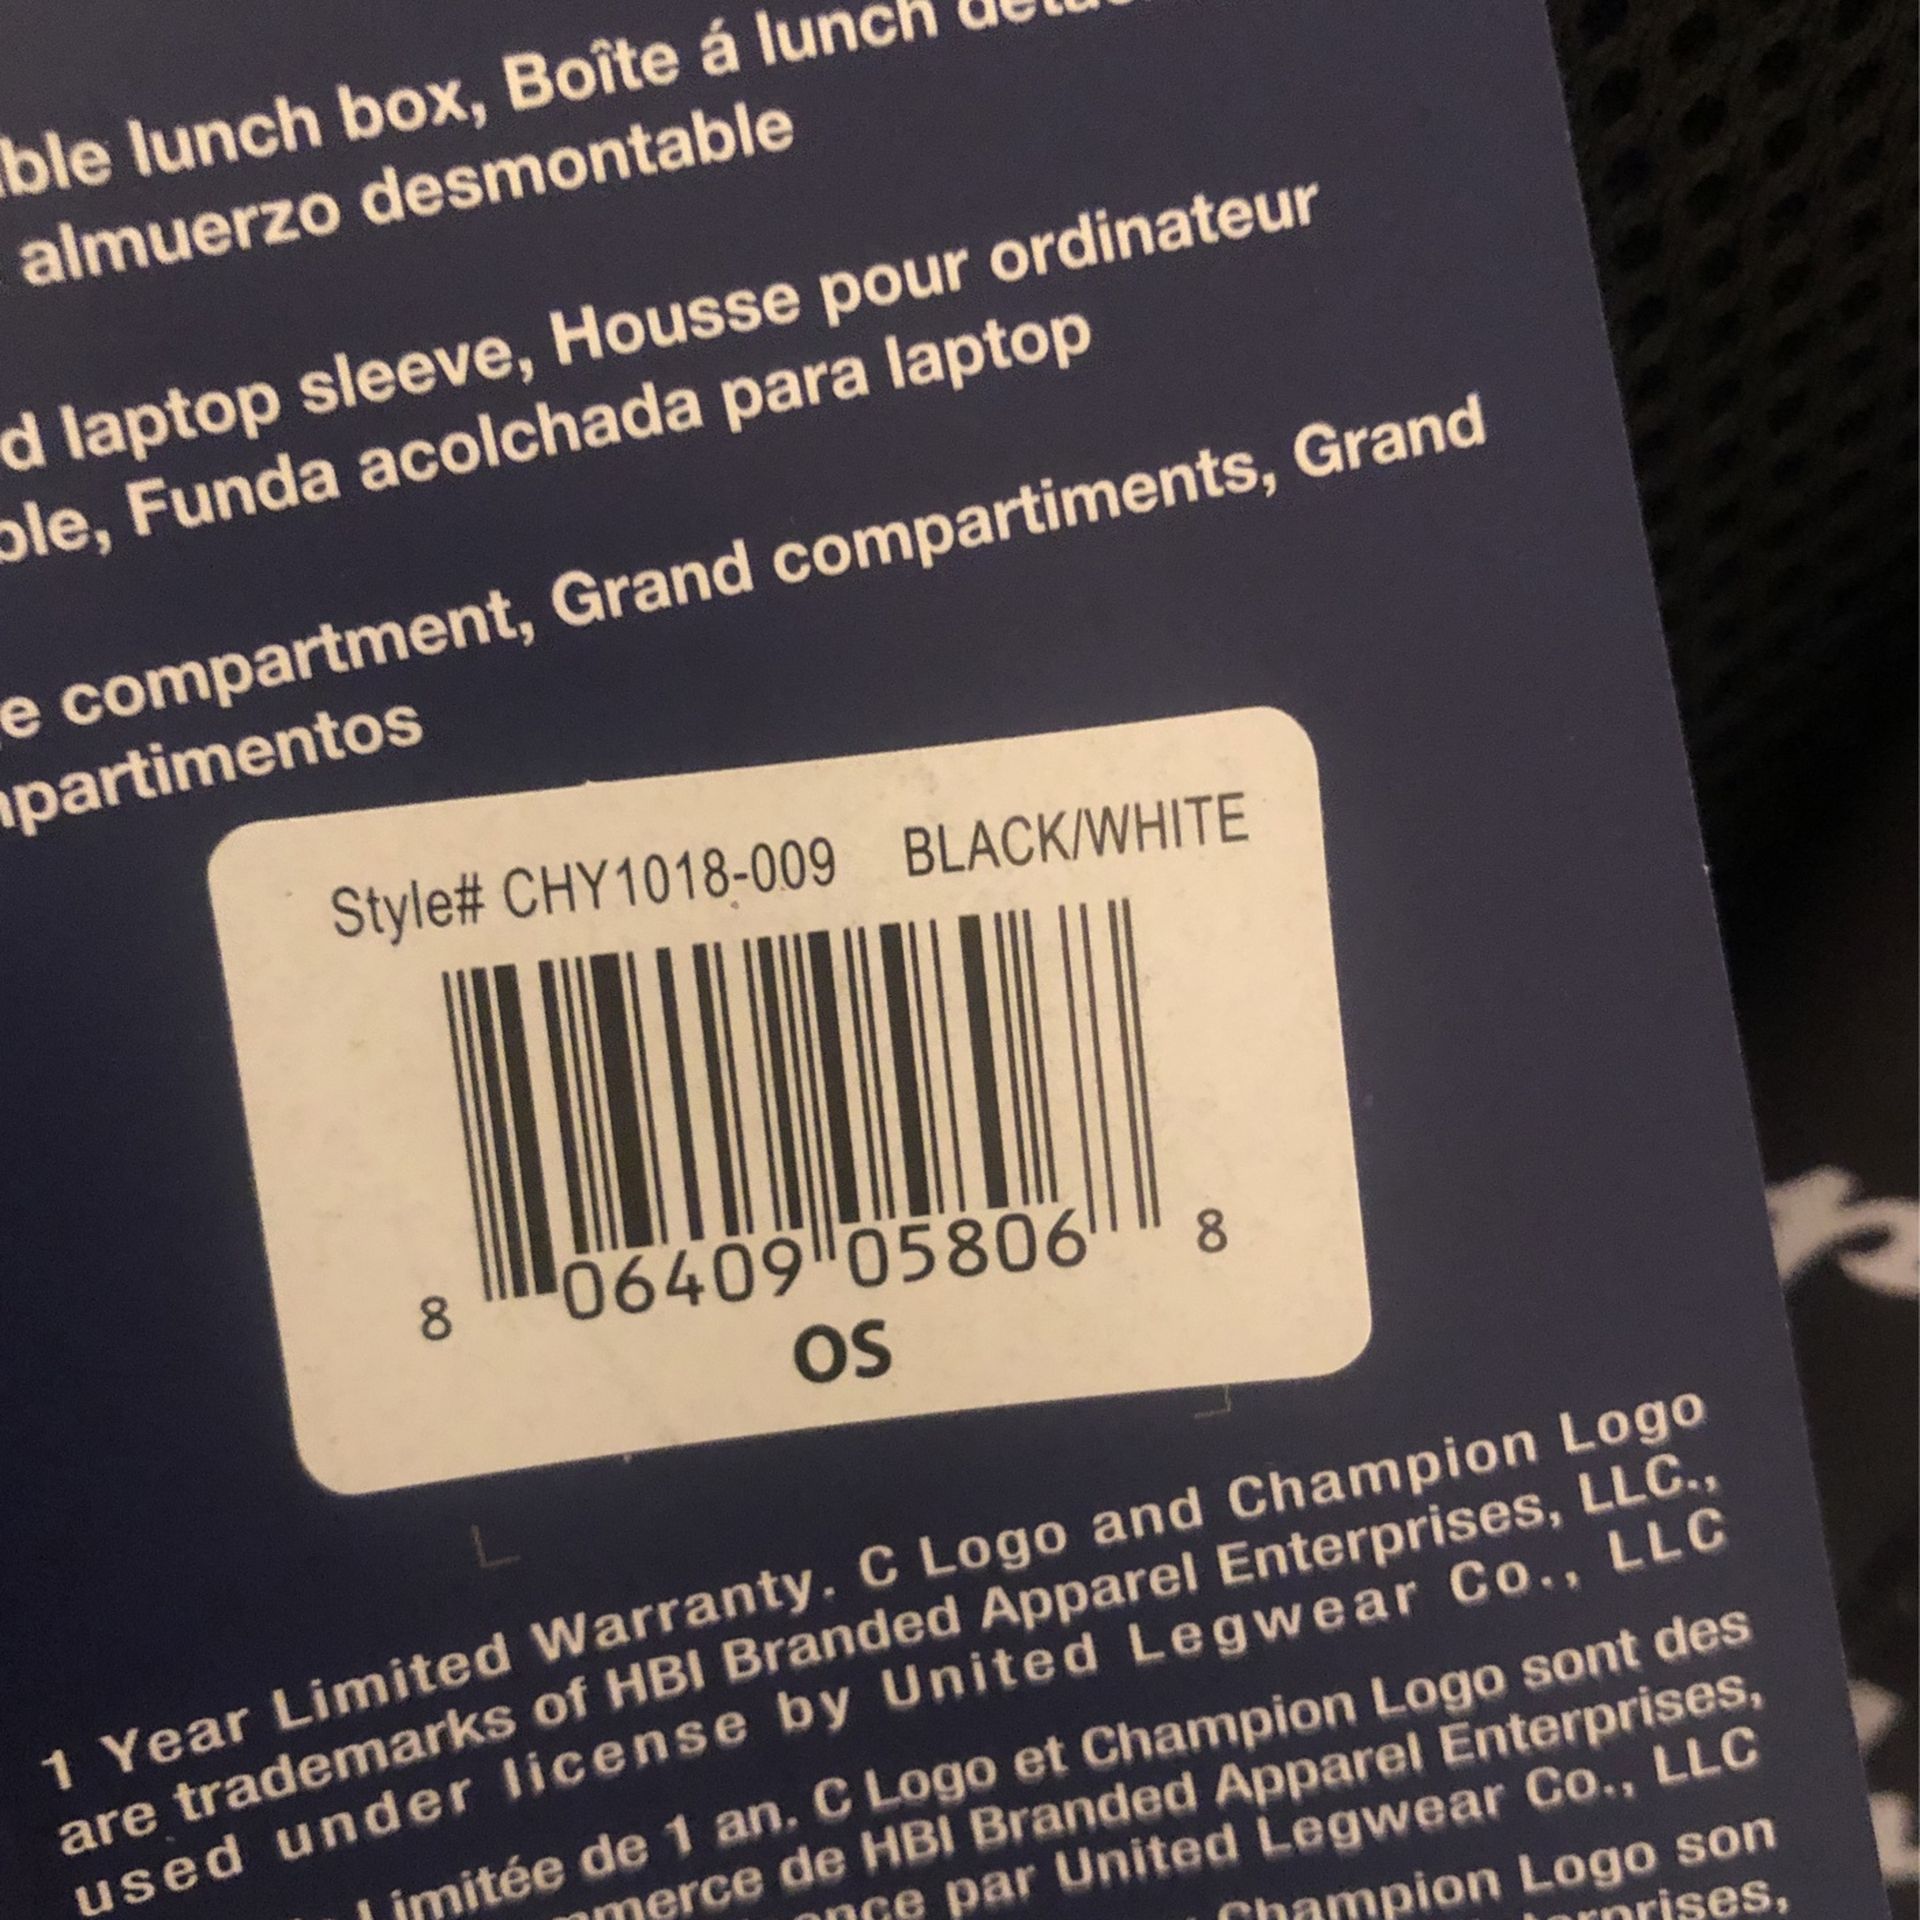 lunch box, Boîte á lunch
almuerzo desmontable
laptop sleeve, Housse pour ordinateur
Funda acolchada para laptop
compartment, Grand compartiments, Grand
Style# CHY1018-009 BLACK/WHITE
8 06409 05806 8
OS
1 Year Limited Warranty. C Logo and Champion Logo
are trademarks of HBI Branded Apparel Enterprises, LLC.,
used under license by United Legwear Co., LLC
Limitée de 1 an. C Logo et Champion Logo sont des
de HBI Branded Apparel Enterprises,
par United Legwear Co., LLC
Champion Logo son